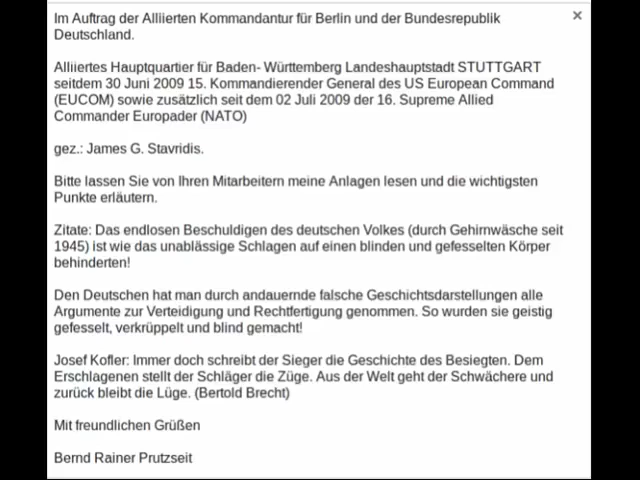 Im Auftrag der Alliierten Kommandantur für Berlin und der Bundesrepublik
Deutschland.
Alliiertes Hauptquartier für Baden- Württemberg Landeshauptstadt STUTTGART
seitdem 30 Juni 2009 15. Kommandierender General des US European Command
(EUCOM) sowie zusätzlich seit dem 02 Juli 2009 der 16. Supreme Allied
Commander Europader (NATO)
gez.: James G. Stavridis.
Bitte lassen Sie von Ihren Mitarbeitern meine Anlagen lesen und die wichtigsten
Punkte erläutern.
Zitate: Das endlosen Beschuldigen des deutschen Volkes (durch Gehirnwäsche seit
1945) ist wie das unablässige Schlagen auf einen blinden und gefesselten Körper
behinderten!
Den Deutschen hat man durch andauernde falsche Geschichtsdarstellungen alle
Argumente zur Verteidigung und Rechtfertigung genommen. So wurden sie geistig
gefesselt, verkrüppelt und blind gemacht!
Josef Kofler: Immer doch schreibt der Sieger die Geschichte des Besiegten. Dem
Erschlagenen stellt der Schläger die Züge. Aus der Welt geht der Schwächere und
zurück bleibt die Lüge. (Bertold Brecht)
Mit freundlichen Grüßen
Bernd Rainer Prutzseit